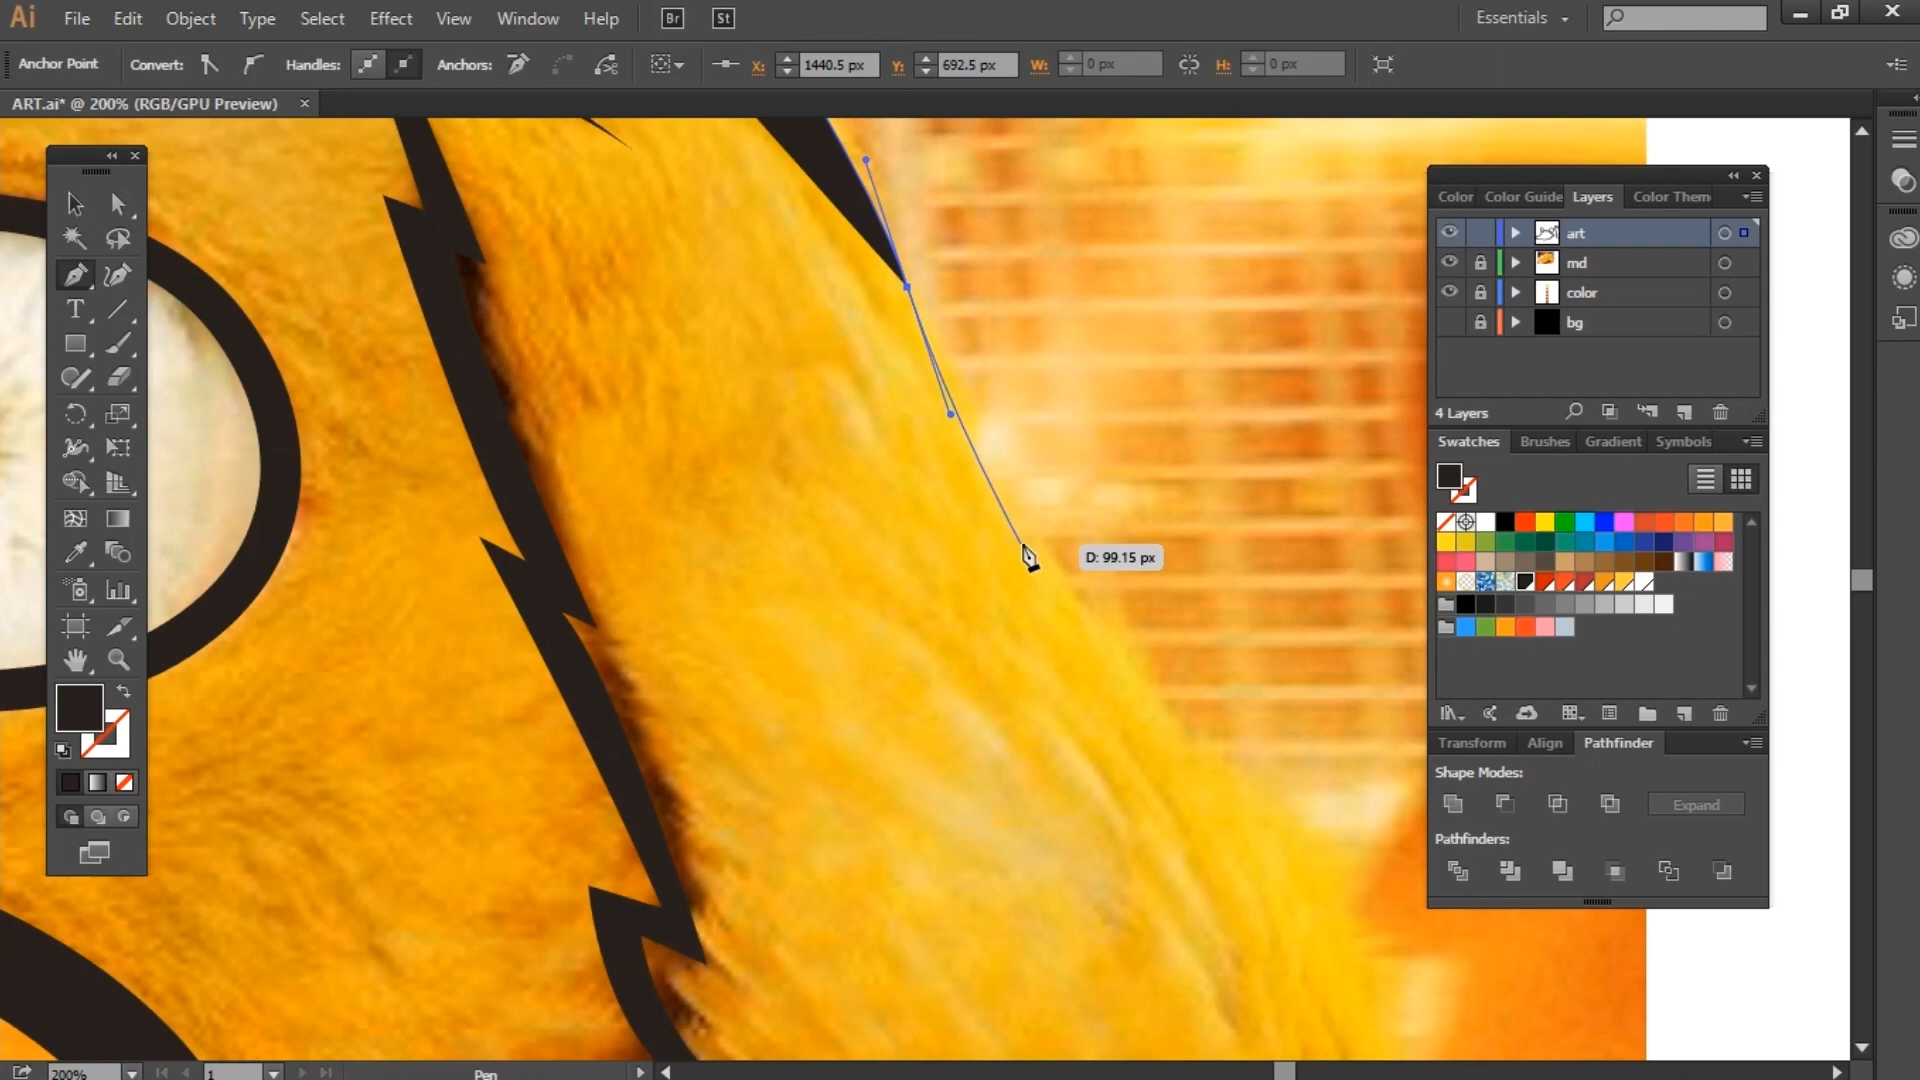 Ai File Edit Object Type Select Effect View Window Help Br St Essentials
Anchor Point Convert: Handles: Anchors: X: 1440.5 px Y: 692.5 px W: 0 px H: 0 px
ART.ai* @ 200% (RGB/GPU Preview) ×
Color Color Guide Layers Color Them
art
md
color
bg
4 Layers
Swatches Brushes Gradient Symbols
D: 99.15 px
T
Transform Align Pathfinder
Shape Modes:
Expand
Pathfinders:
200% 1 Pen